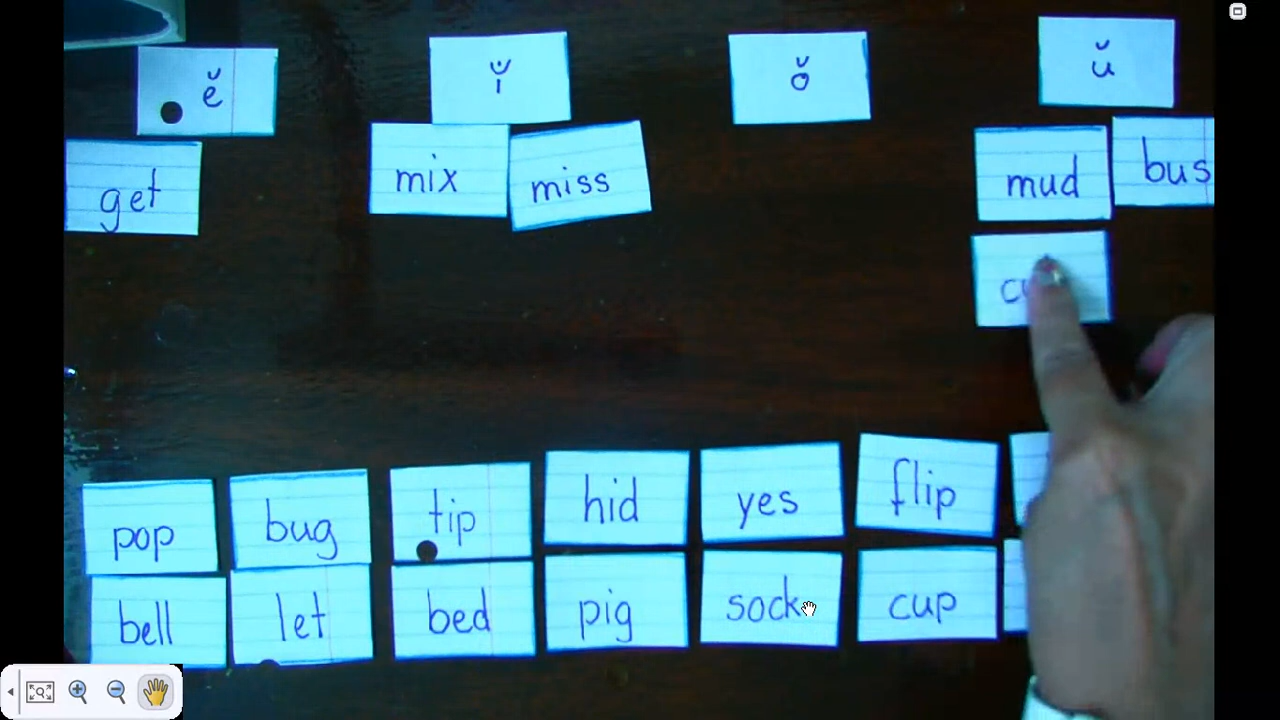 ĕ
ĭ
ŏ
ŭ
get
mix
miss
mud
bus
pop
bug
tip
hid
yes
flip
bell
let
bed
pig
sock
cup